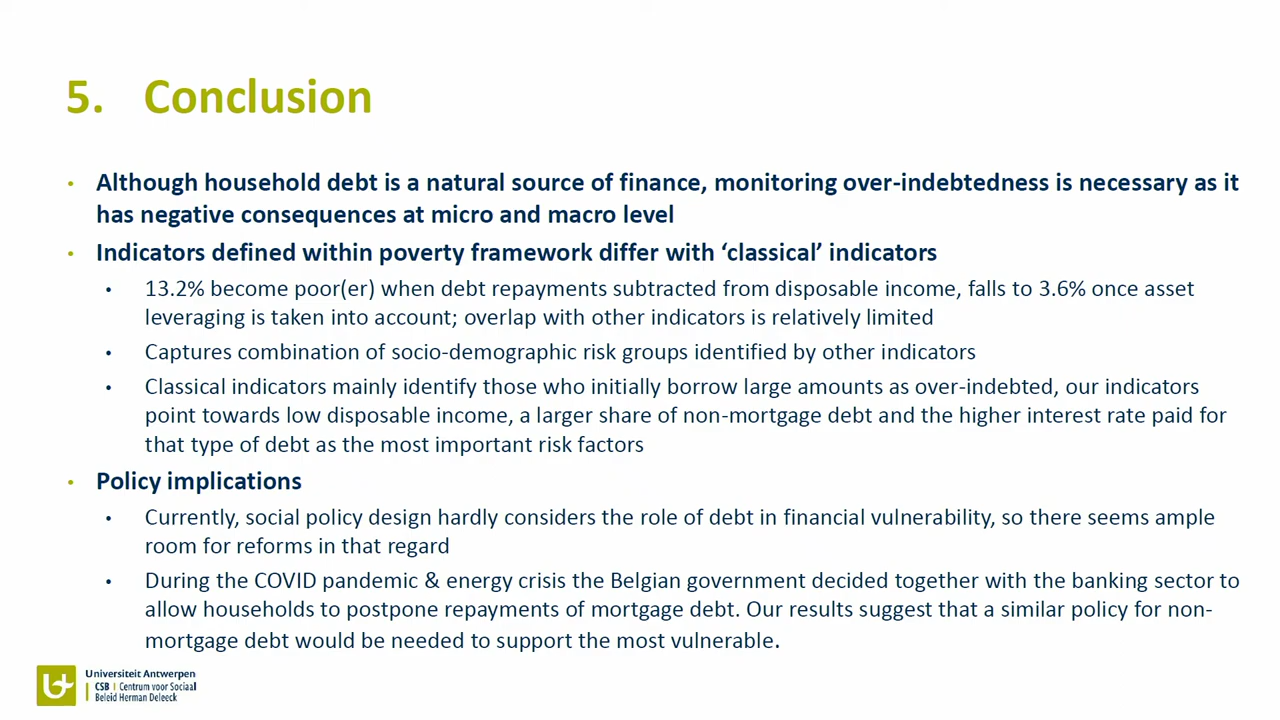 5. Conclusion
• Although household debt is a natural source of finance, monitoring over-indebtedness is necessary as it
has negative consequences at micro and macro level
• Indicators defined within poverty framework differ with ‘classical’ indicators
• 13.2% become poor(er) when debt repayments subtracted from disposable income, falls to 3.6% once asset
leveraging is taken into account; overlap with other indicators is relatively limited
• Captures combination of socio-demographic risk groups identified by other indicators
• Classical indicators mainly identify those who initially borrow large amounts as over-indebted, our indicators
point towards low disposable income, a larger share of non-mortgage debt and the higher interest rate paid for
that type of debt as the most important risk factors
• Policy implications
• Currently, social policy design hardly considers the role of debt in financial vulnerability, so there seems ample
room for reforms in that regard
• During the COVID pandemic & energy crisis the Belgian government decided together with the banking sector to
allow households to postpone repayments of mortgage debt. Our results suggest that a similar policy for non-
mortgage debt would be needed to support the most vulnerable.
Universiteit Antwerpen
CSB | Centrum voor Sociaal
Beleid Herman Deleeck